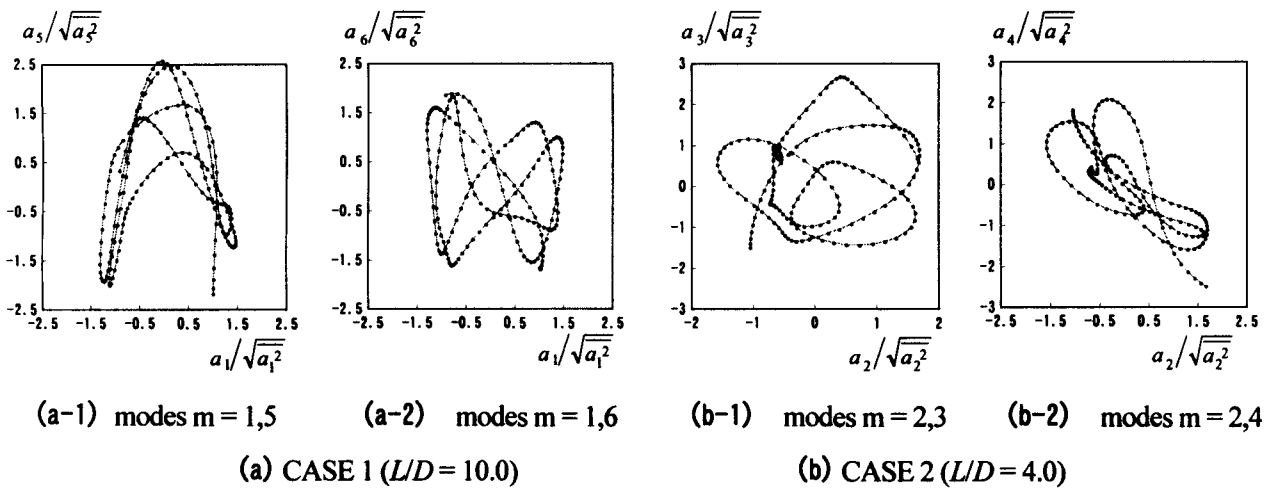 a₅/√a₅² a₆/√a₆² a₃/√a₃² a₄/√a₄²
2.5 2.5 3 3
1.5 1.5 2 2
0.5 0.5 1 1
-0.5 -0.5 0 0
-1.5 -1.5 -1 -1
-2 -2
-2.5 -2.5 -3 -3
-2.5 -1.5 -0.5 0.5 1.5 2.5 -2.5 -1.5 -0.5 0.5 1.5 2.5 -2 -1 0 1 2 -2.5 -1.5 -0.5 0.5 1.5 2.5
a₁/√a₁² a₁/√a₁² a₂/√a₂² a₂/√a₂²
(a-1) modes m = 1,5 (a-2) modes m = 1,6 (b-1) modes m = 2,3 (b-2) modes m = 2,4
(a) CASE 1 (L/D = 10.0) (b) CASE 2 (L/D = 4.0)